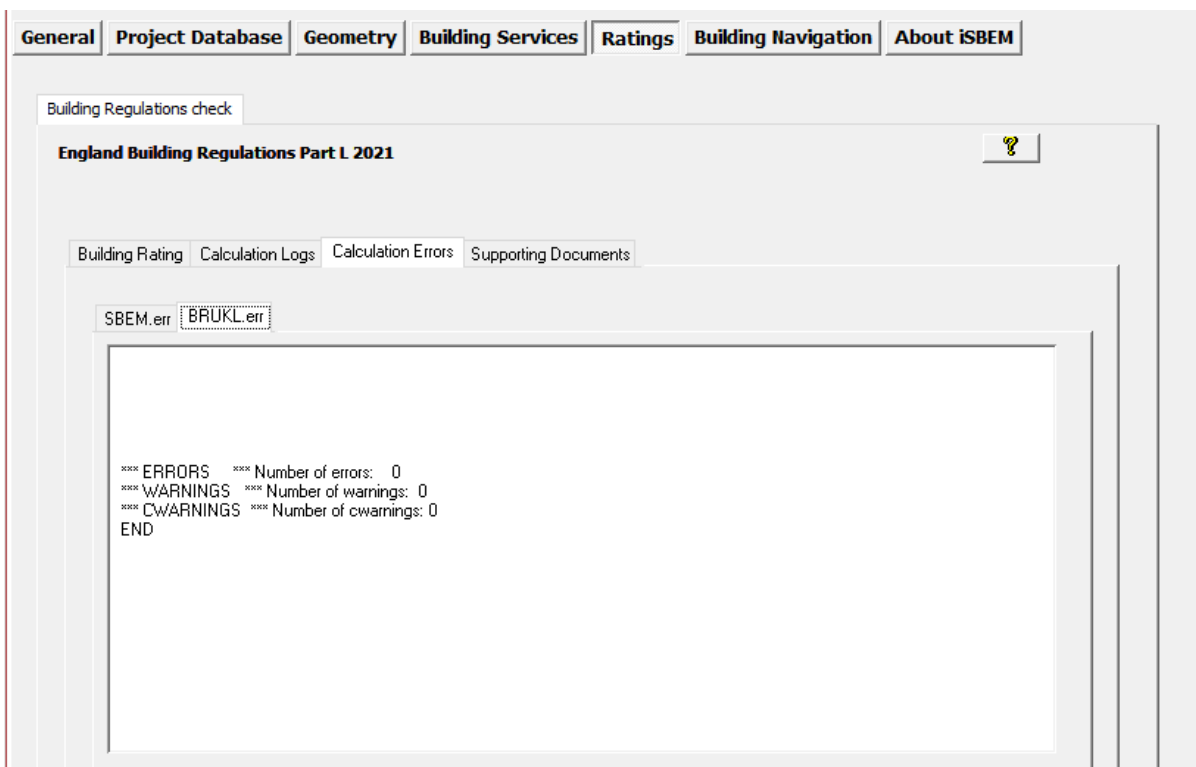 General Project Database Geometry Building Services Ratings Building Navigation About iSBEM
Building Regulations check
England Building Regulations Part L 2021
?
Building Rating Calculation Logs Calculation Errors Supporting Documents
SBEM.err BRUKL.err
*** ERRORS *** Number of errors: 0
*** WARNINGS *** Number of warnings: 0
*** CWARNINGS *** Number of cwarnings: 0
END